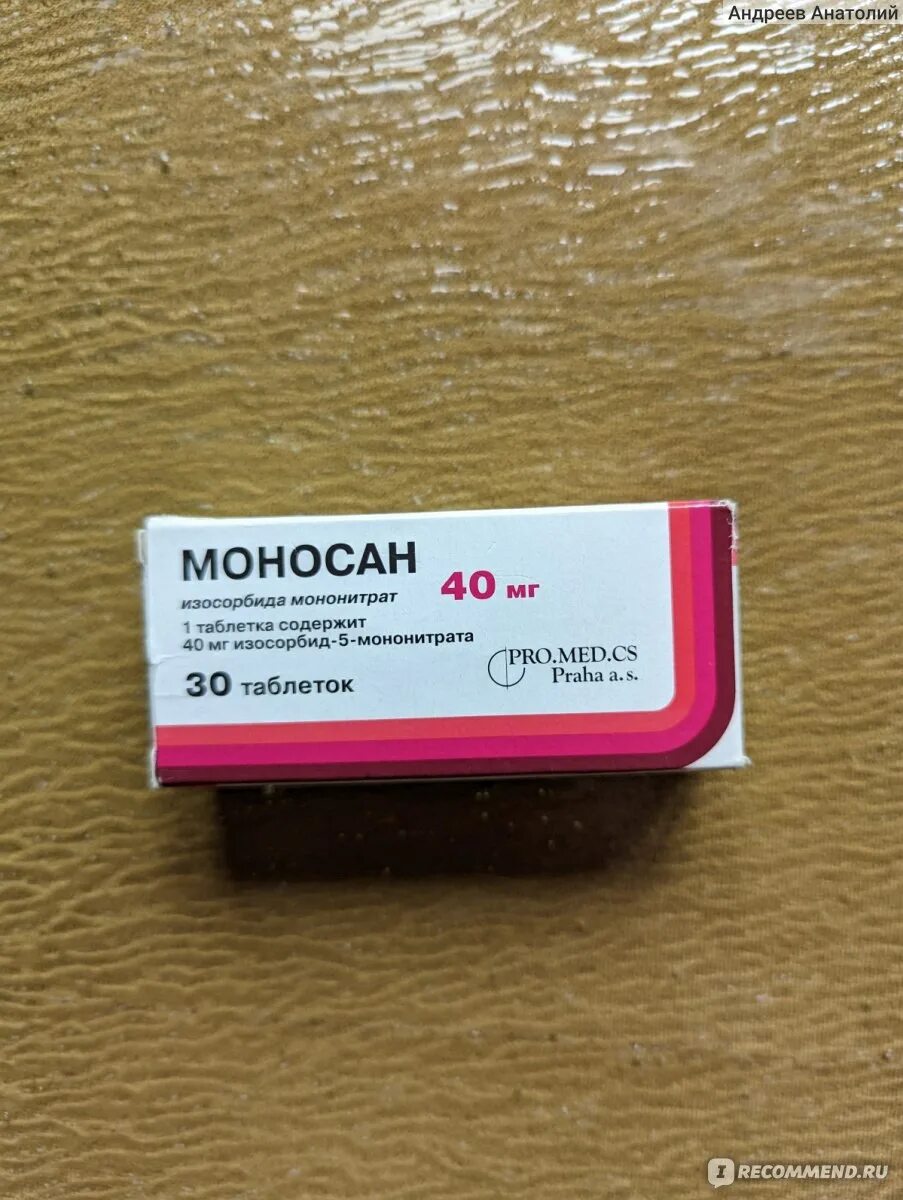 Андреев Анатолий
МОНОСАН
40 мг
изосорбида мононитрат
1 таблетка содержит
40 мг изосорбид-5-мононитрата
30 таблеток
PRO.MED.CS
Praha a.s.
IRECOMMEND.RU